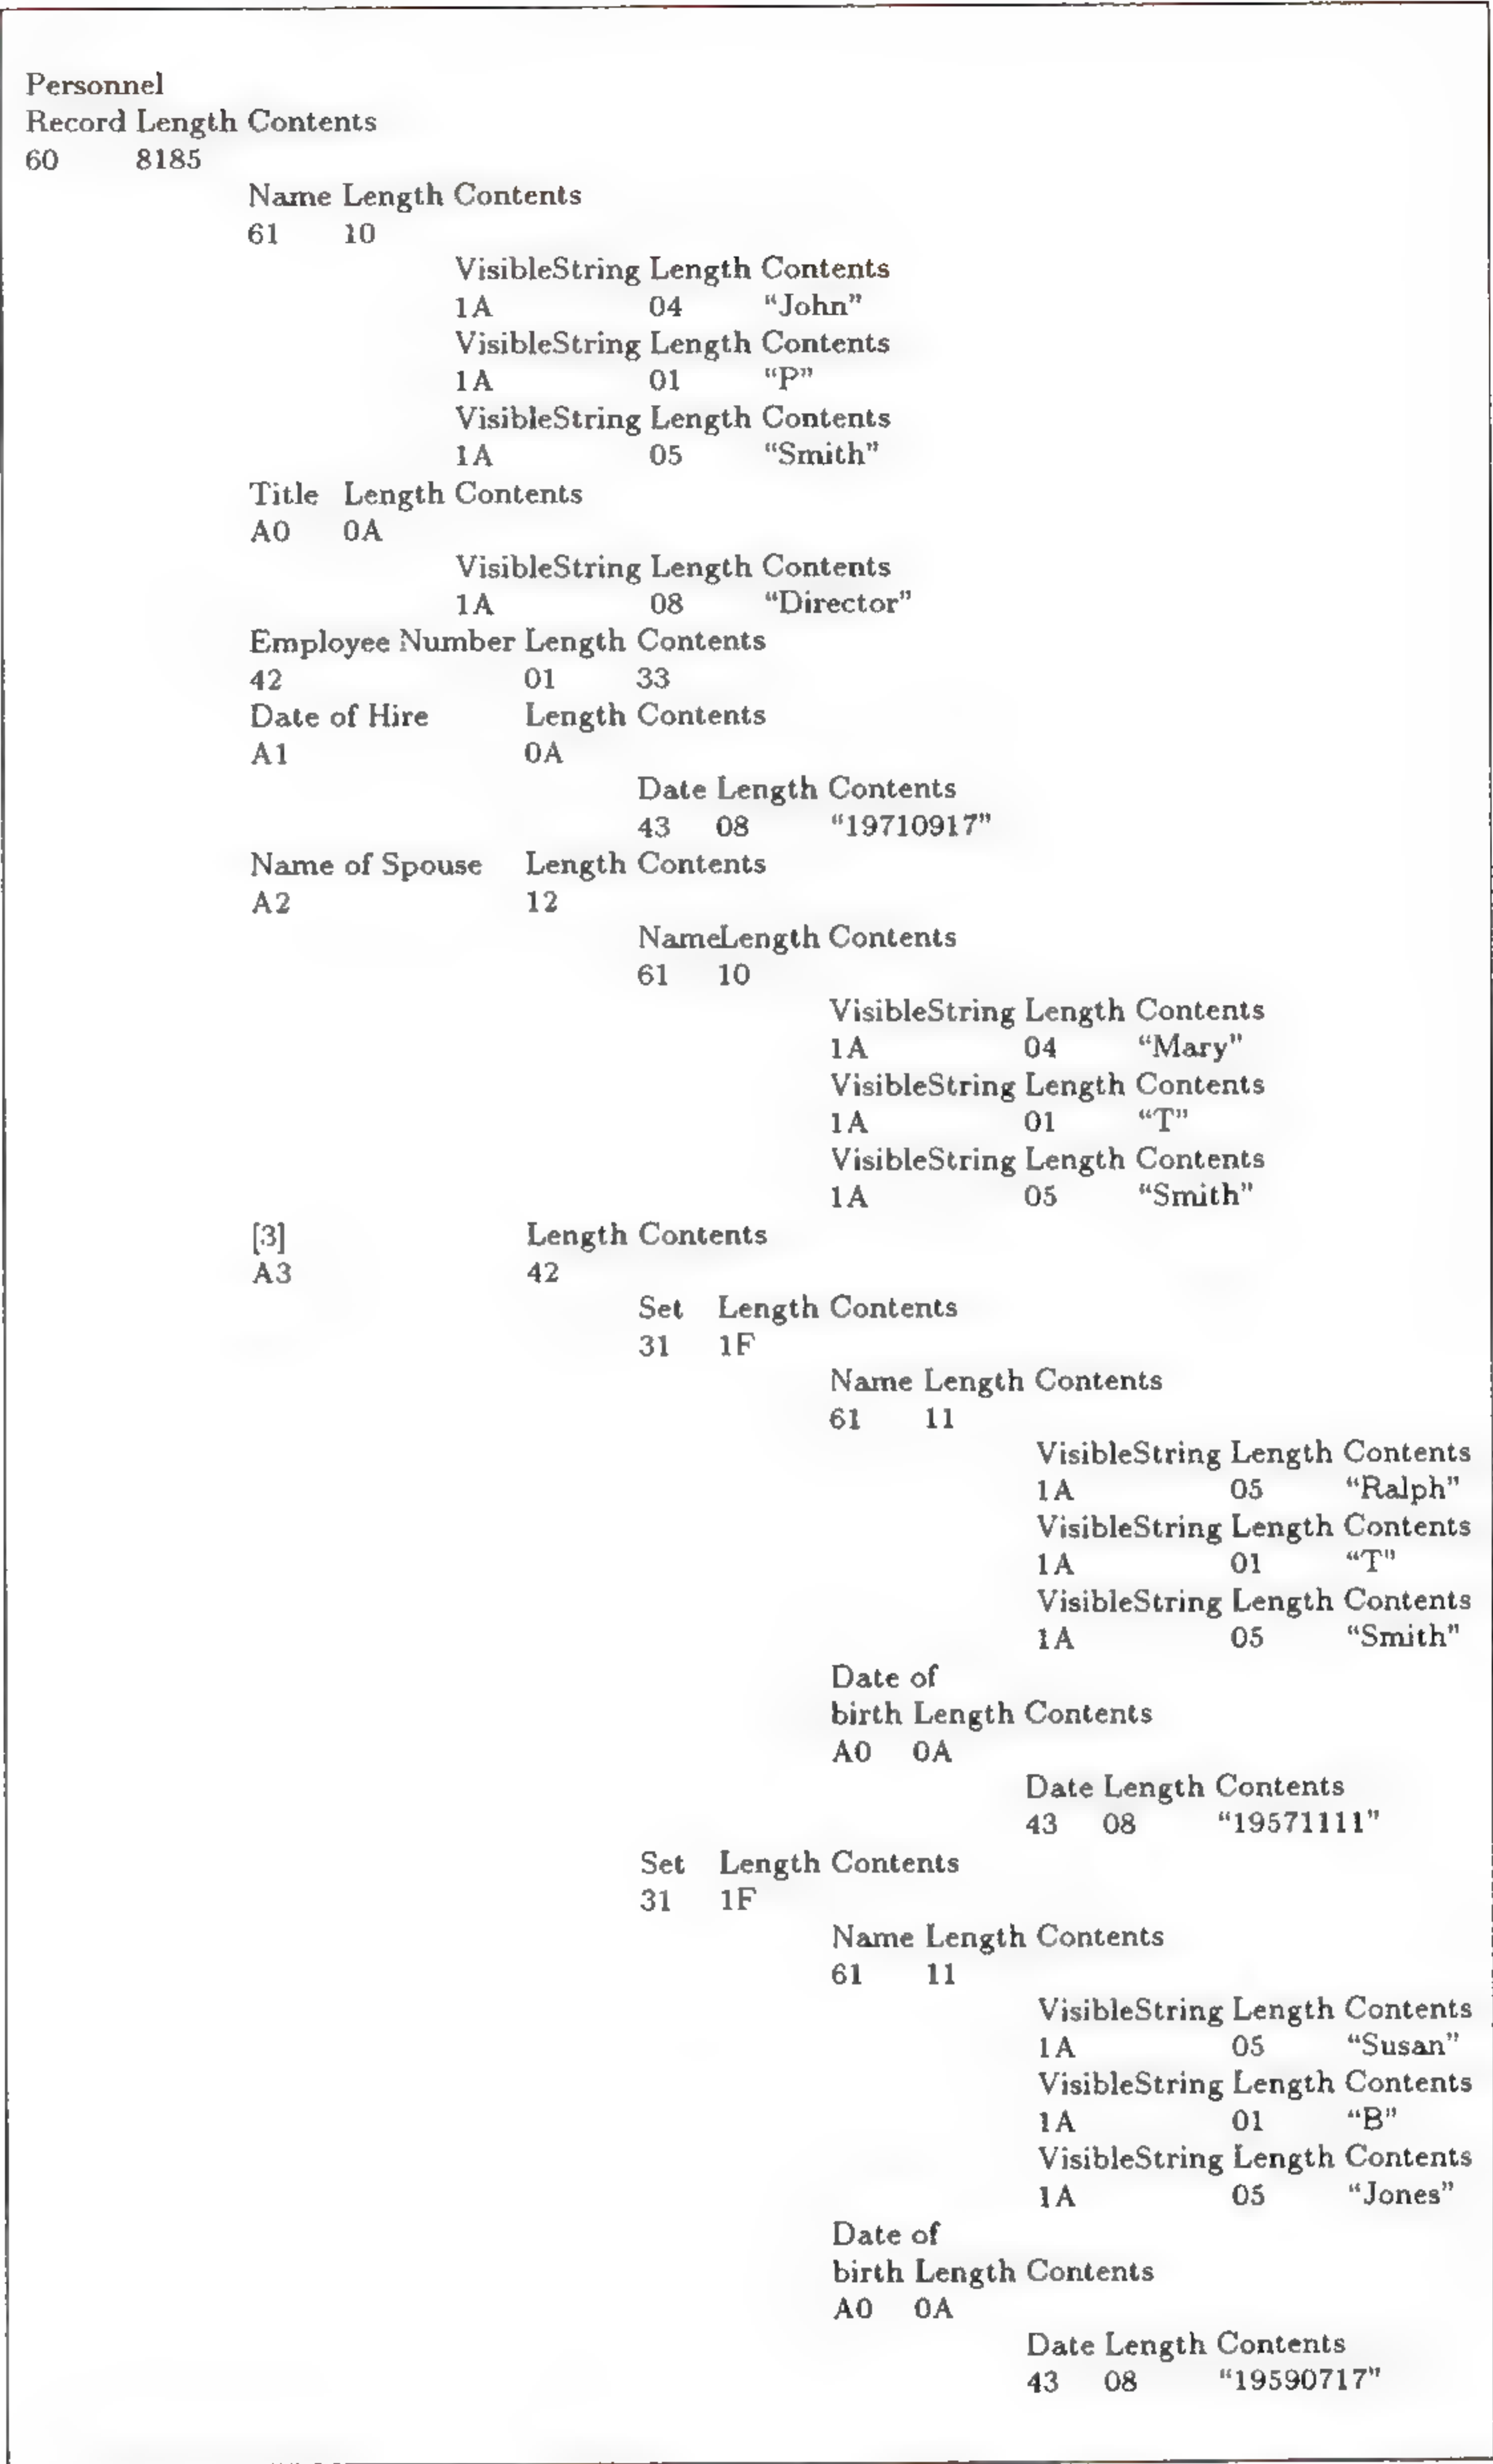 Personnel
Record Length Contents
60 8185
Name Length Contents
61 10
VisibleString Length Contents
1A 04 “John”
VisibleString Length Contents
1A 01 “P”
VisibleString Length Contents
1A 05 “Smith”
Title Length Contents
A0 0A
VisibleString Length Contents
1A 08 “Director”
Employee Number Length Contents
42 01 33
Date of Hire Length Contents
A1 0A
Date Length Contents
43 08 “19710917”
Name of Spouse Length Contents
A2 12
NameLength Contents
61 10
VisibleString Length Contents
1A 04 “Mary”
VisibleString Length Contents
1A 01 “T”
VisibleString Length Contents
1A 05 “Smith”
[3] Length Contents
A3 42
Set Length Contents
31 1F
Name Length Contents
61 11
VisibleString Length Contents
1A 05 “Ralph”
VisibleString Length Contents
1A 01 “T”
VisibleString Length Contents
1A 05 “Smith”
Date of
birth Length Contents
A0 0A
Date Length Contents
43 08 “19571111”
Set Length Contents
31 1F
Name Length Contents
61 11
VisibleString Length Contents
1A 05 “Susan”
VisibleString Length Contents
1A 01 “B”
VisibleString Length Contents
1A 05 “Jones”
Date of
birth Length Contents
A0 0A
Date Length Contents
43 08 “19590717”